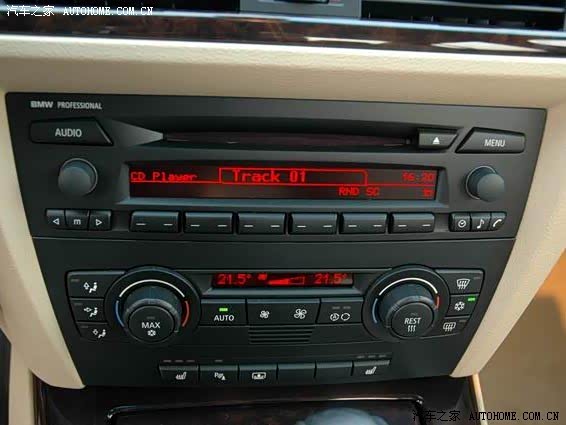 汽车之家 AUTOHOME.COM.CN
BMW PROFESSIONAL
AUDIO
MENU
CD Player Track 01 16:20
RND SC
m
21.5° 21.5°
AUTO
MAX
REST
汽车之家 AUTOHOME.COM.CN